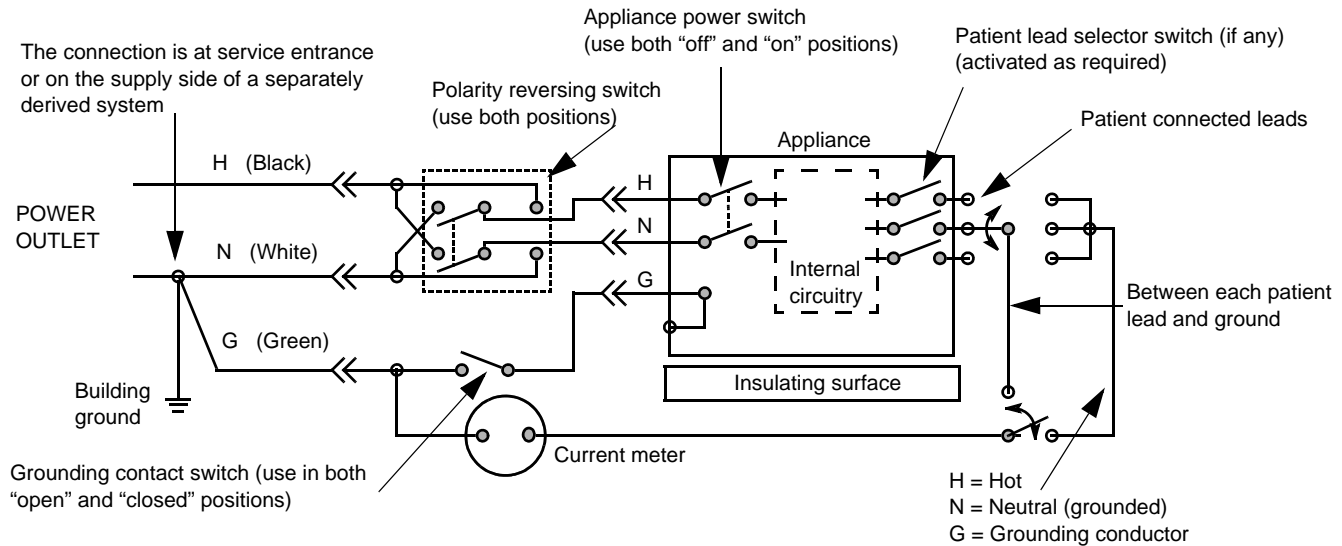 Appliance power switch
(use both “off” and “on” positions)
The connection is at service entrance
or on the supply side of a separately
derived system
Patient lead selector switch (if any)
(activated as required)
Polarity reversing switch
(use both positions)
Patient connected leads
Appliance
H (Black)
H
POWER
OUTLET
N
N (White)
Internal
circuitry
G
Between each patient
lead and ground
G (Green)
Insulating surface
Building
ground
Current meter
Grounding contact switch (use in both
“open” and “closed” positions)
H = Hot
N = Neutral (grounded)
G = Grounding conductor